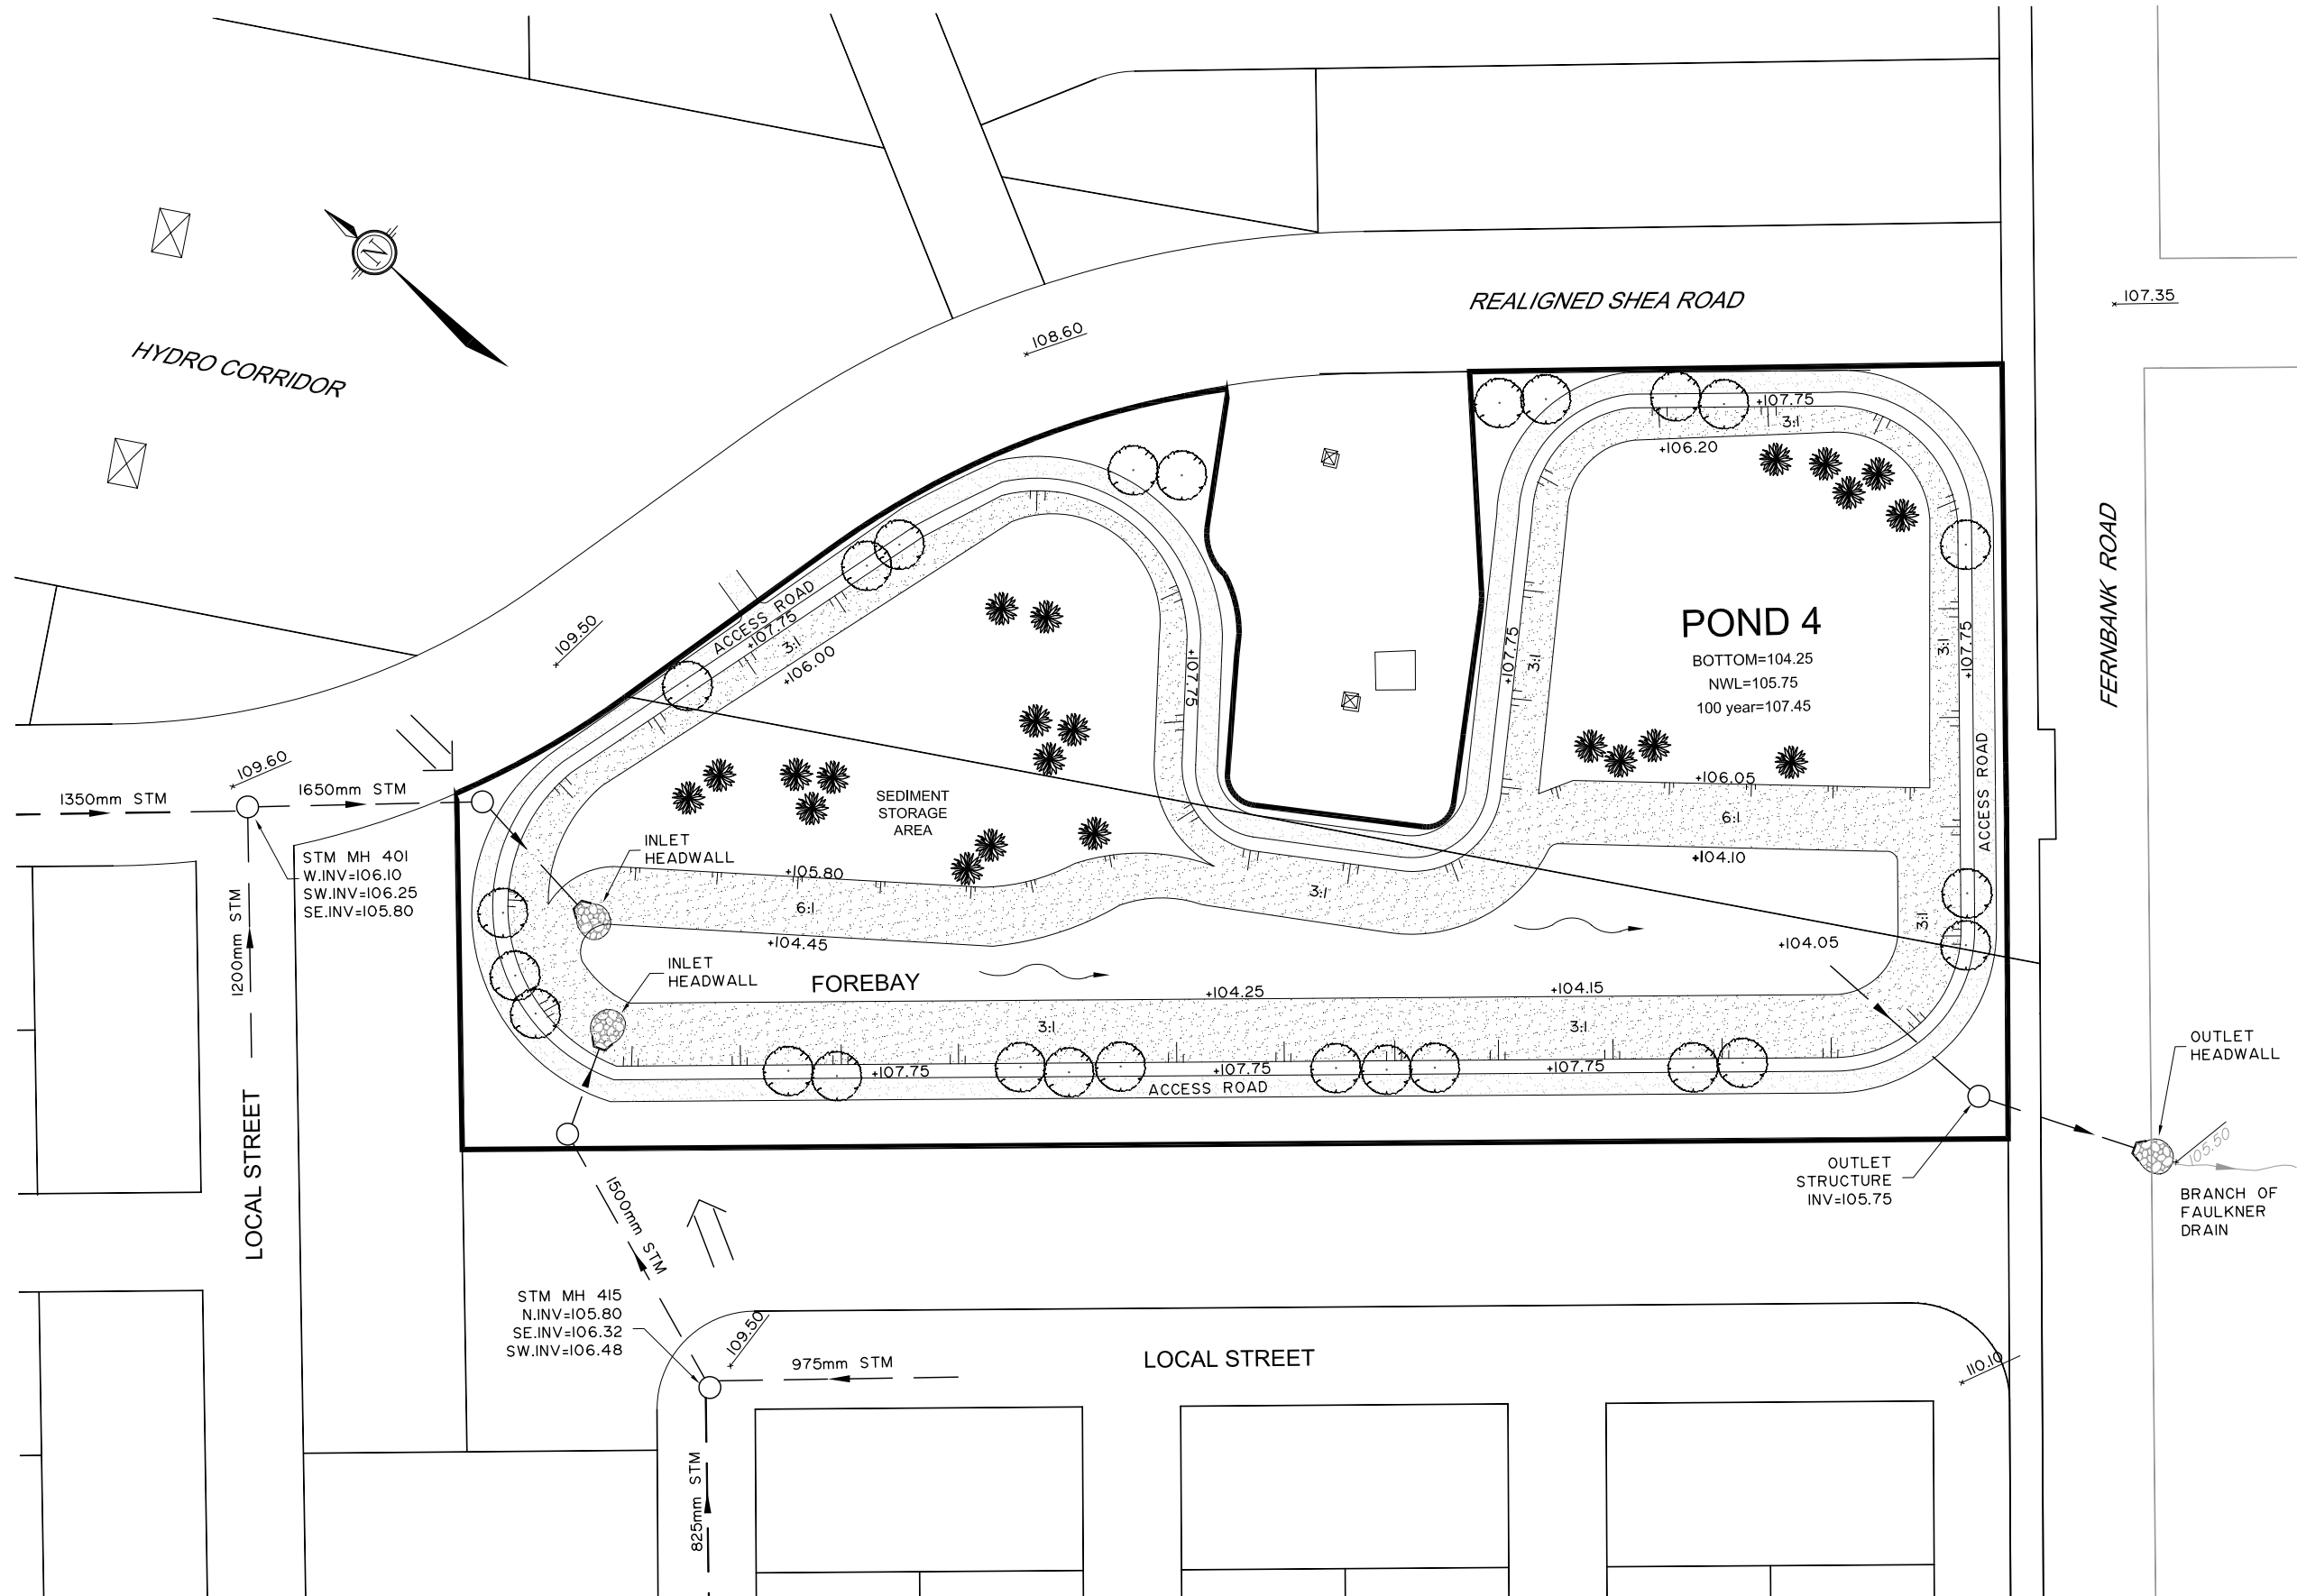 N
HYDRO CORRIDOR
REALIGNED SHEA ROAD
107.35
108.60
+107.75
3:1
+106.20
FERNBANK ROAD
ACCESS ROAD
+107.75
3:1
+106.00
109.50
+107.75
+107.75
3:1
POND 4
BOTTOM=104.25
NWL=105.75
100 year=107.45
3:1
+107.75
109.60
1350mm STM
1650mm STM
SEDIMENT
STORAGE
AREA
+106.05
6:1
+104.10
ACCESS ROAD
STM MH 401
W.INV=106.10
SW.INV=106.25
SE.INV=105.80
INLET
HEADWALL
+105.80
6:1
+104.45
3:1
3:1
+104.05
1200mm STM
INLET
HEADWALL
FOREBAY
+104.25
+104.15
3:1
3:1
+107.75
+107.75
+107.75
ACCESS ROAD
OUTLET
HEADWALL
105.50
LOCAL STREET
1500mm STM
OUTLET
STRUCTURE
INV=105.75
BRANCH OF
FAULKNER
DRAIN
STM MH 415
N.INV=105.80
SE.INV=106.32
SW.INV=106.48
109.50
975mm STM
LOCAL STREET
110.10
825mm STM